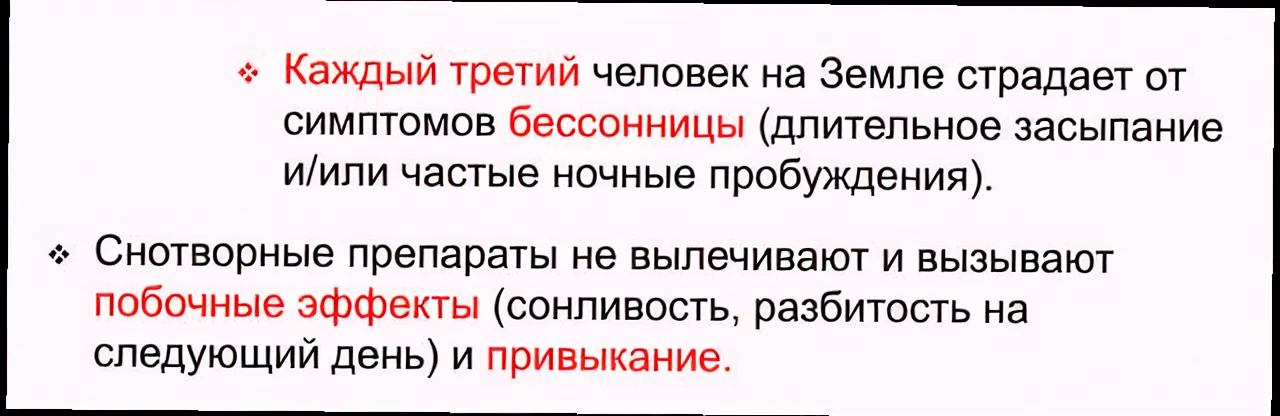 ❖ Каждый третий человек на Земле страдает от
симптомов бессонницы (длительное засыпание
и/или частые ночные пробуждения).
❖ Снотворные препараты не вылечивают и вызывают
побочные эффекты (сонливость, разбитость на
следующий день) и привыкание.